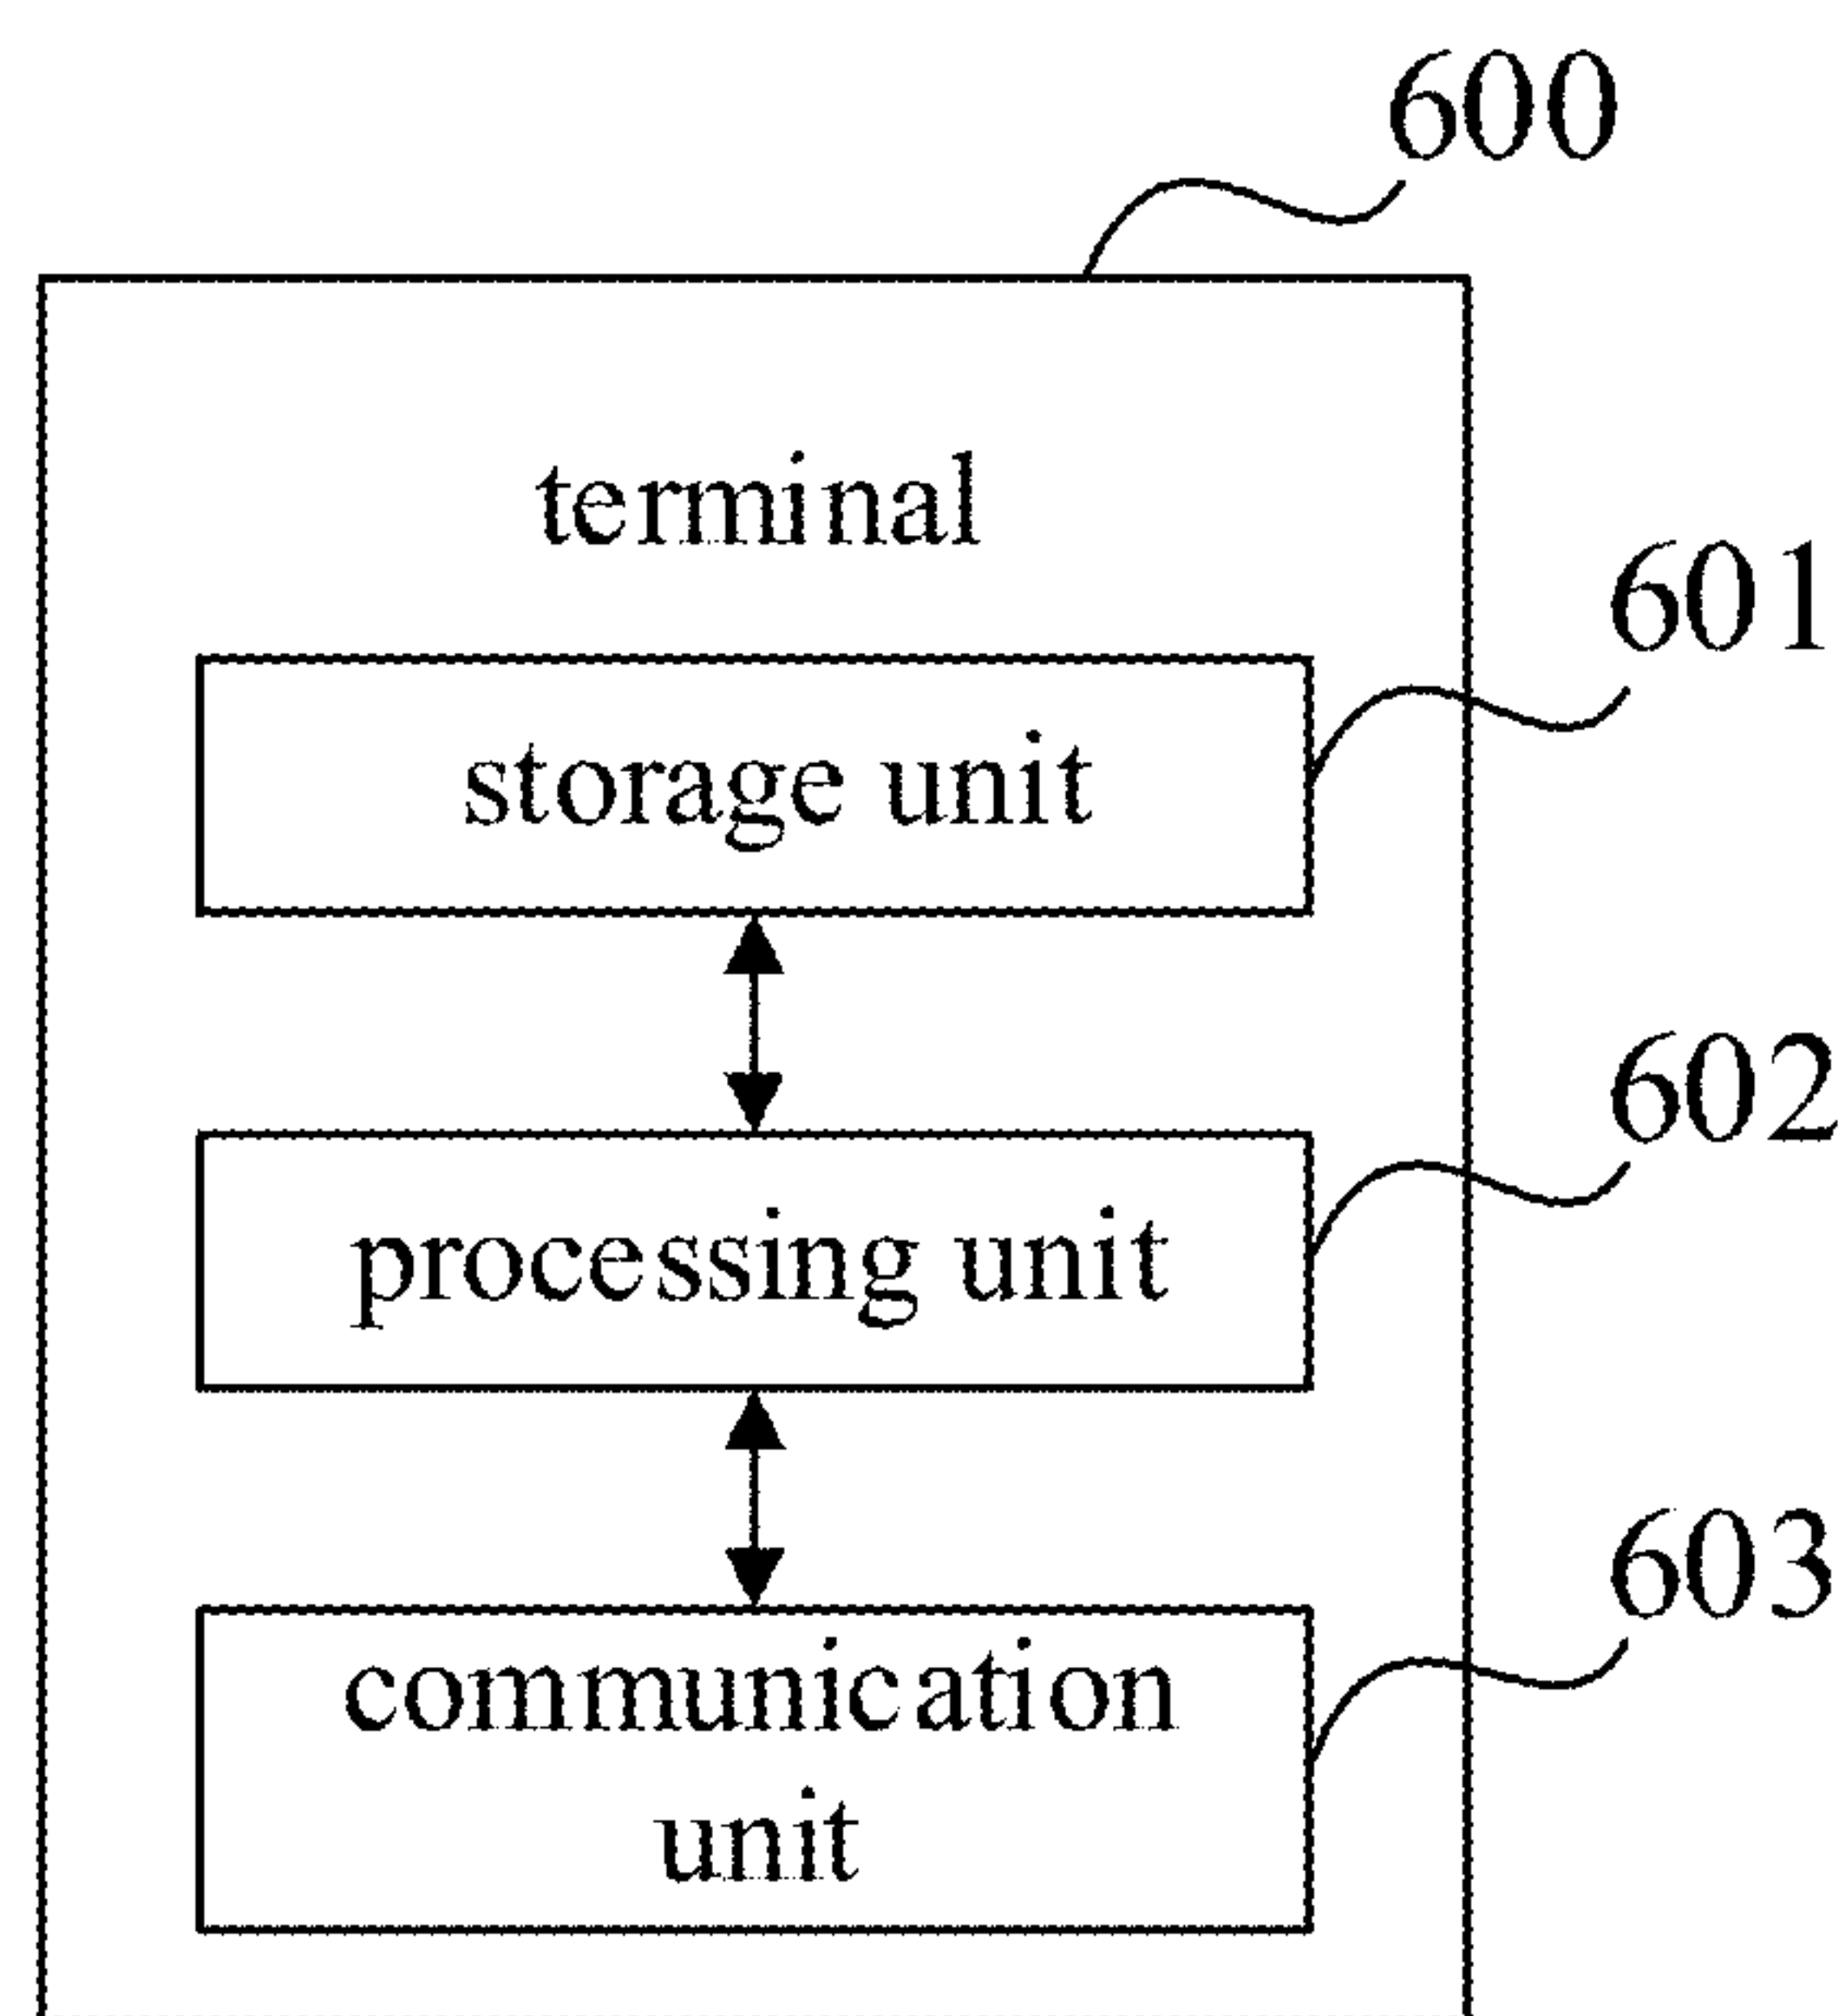 600
terminal
601
storage unit
602
processing unit
603
communication
unit